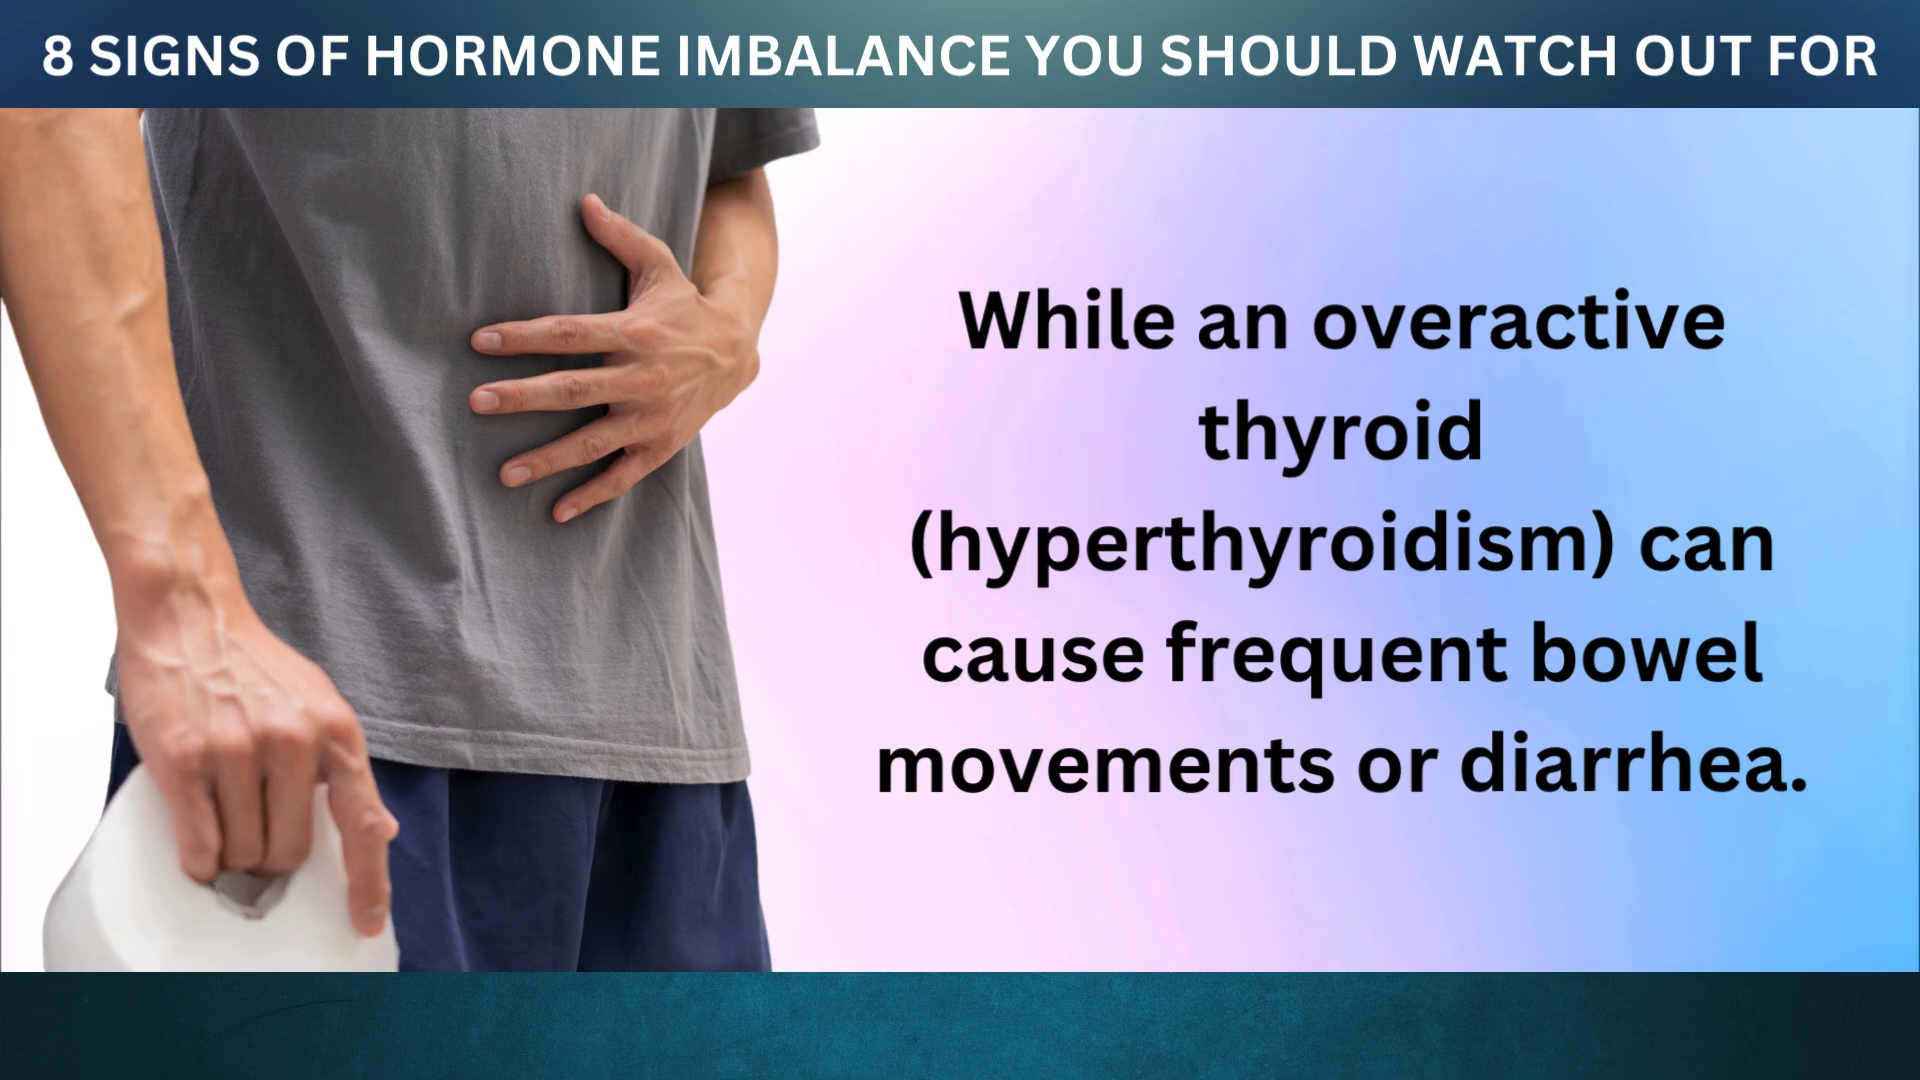 8 SIGNS OF HORMONE IMBALANCE YOU SHOULD WATCH OUT FOR
While an overactive
thyroid
(hyperthyroidism) can
cause frequent bowel
movements or diarrhea.